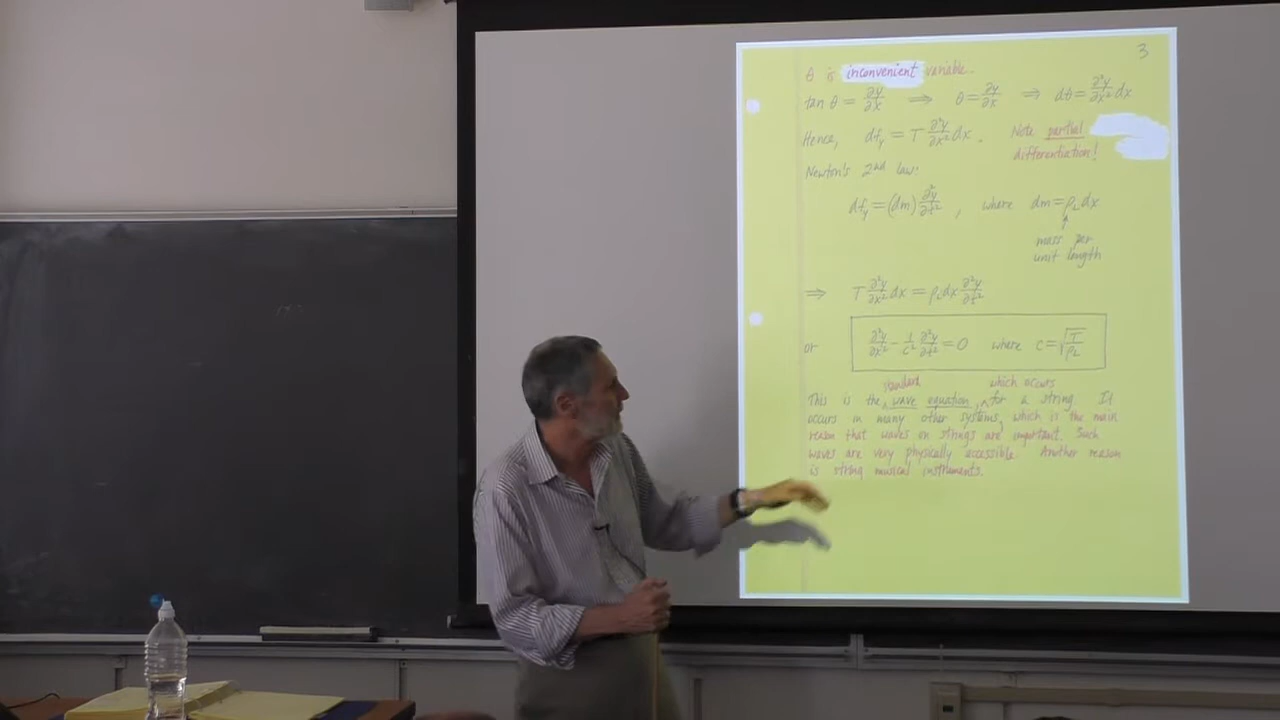 3
θ is inconvenient variable.
tan θ = ∂y/∂x ⟹ θ = ∂y/∂x ⟹ dθ = ∂²y/∂x² dx
Hence, df_y = T ∂²y/∂x² dx. Note partial
differentiation!
Newton's 2nd law:
df_y = (dm) ∂²y/∂t², where dm = ρ_L dx
↑
mass per
unit length
⟹ T ∂²y/∂x² dx = ρ_L dx ∂²y/∂t²
or ∂²y/∂x² - 1/c² ∂²y/∂t² = 0 where c = √(T/ρ_L)
standard which occurs
This is the ^ wave equation, ^ for a string. It
occurs in many other systems, which is the main
reason that waves on strings are important. Such
waves are very physically accessible. Another reason
is string musical instruments.